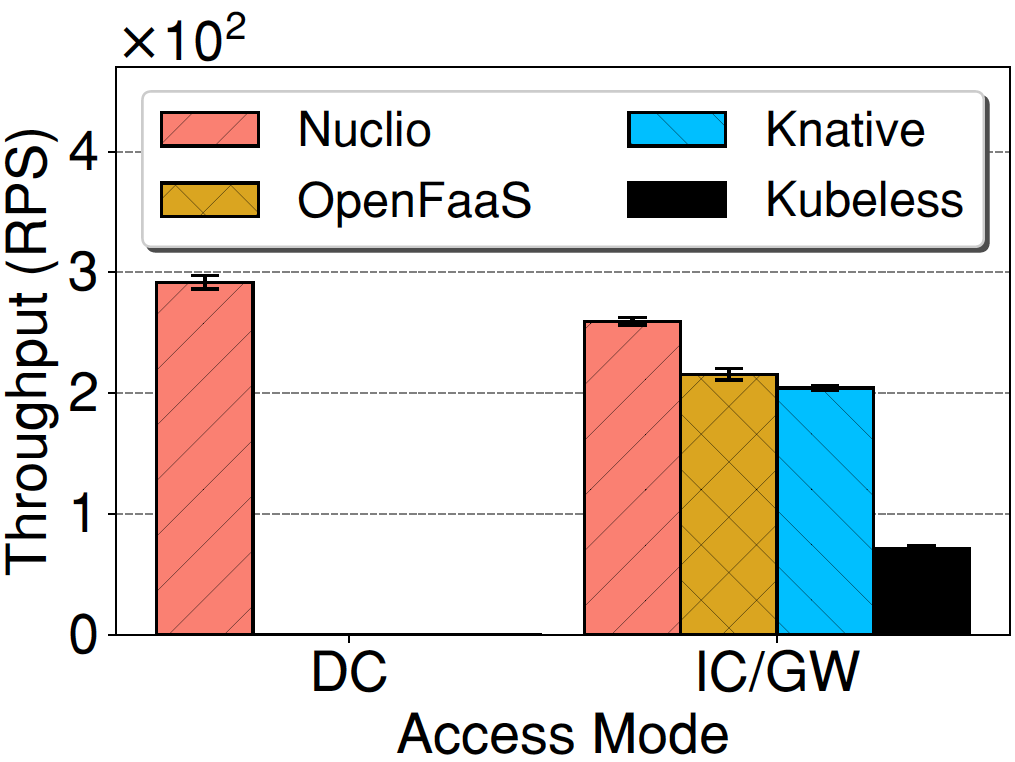 ×10²
Throughput (RPS)
4
3
2
1
0
Nuclio
OpenFaaS
Knative
Kubeless
DC
IC/GW
Access Mode